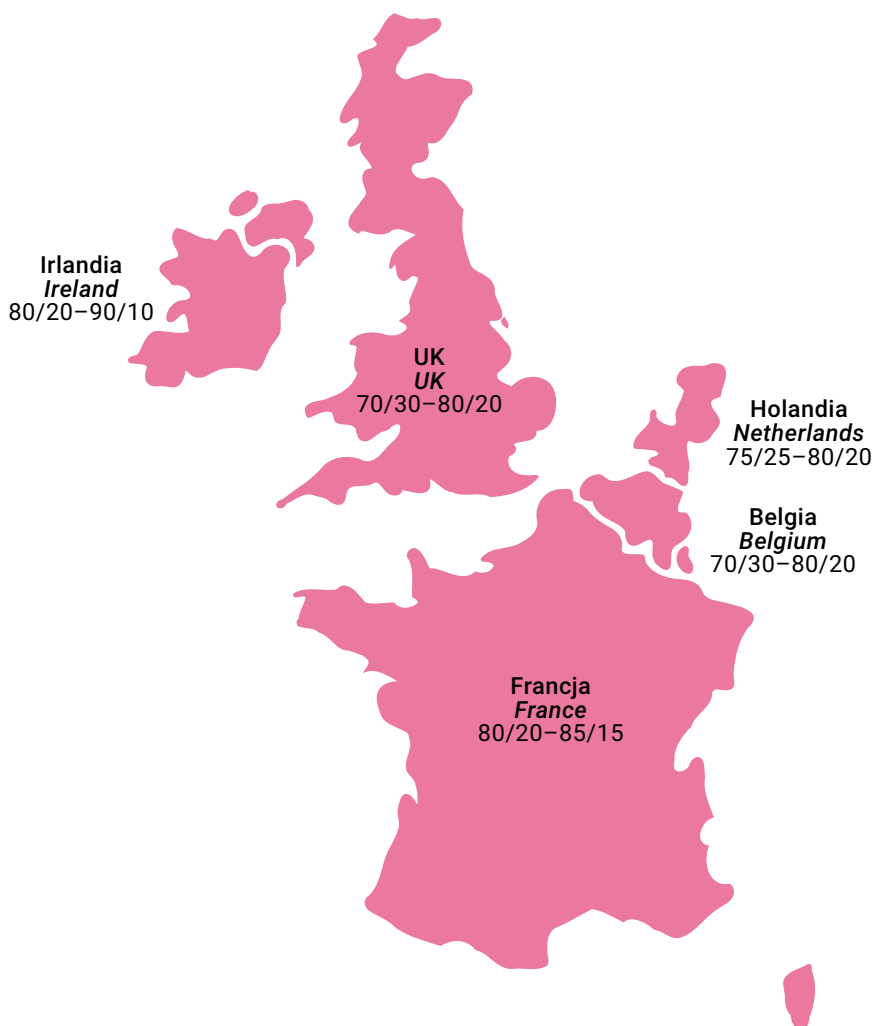 Irlandia
Ireland
80/20–90/10
UK
UK
70/30–80/20
Holandia
Netherlands
75/25–80/20
Belgia
Belgium
70/30–80/20
Francja
France
80/20–85/15